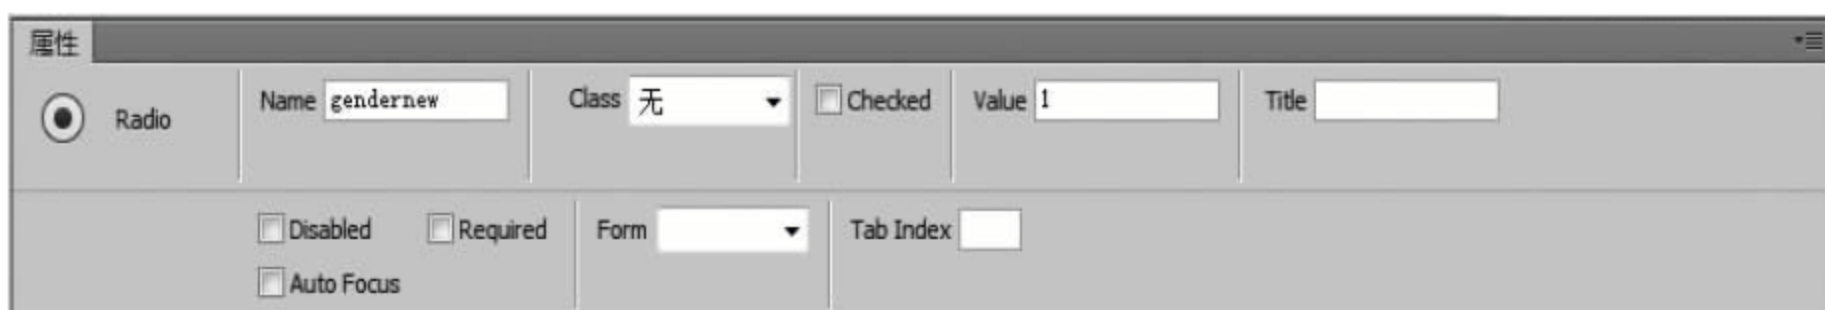 属性
Radio Name gendernew Class 无 Checked Value 1 Title
Disabled Required Form Tab Index
Auto Focus